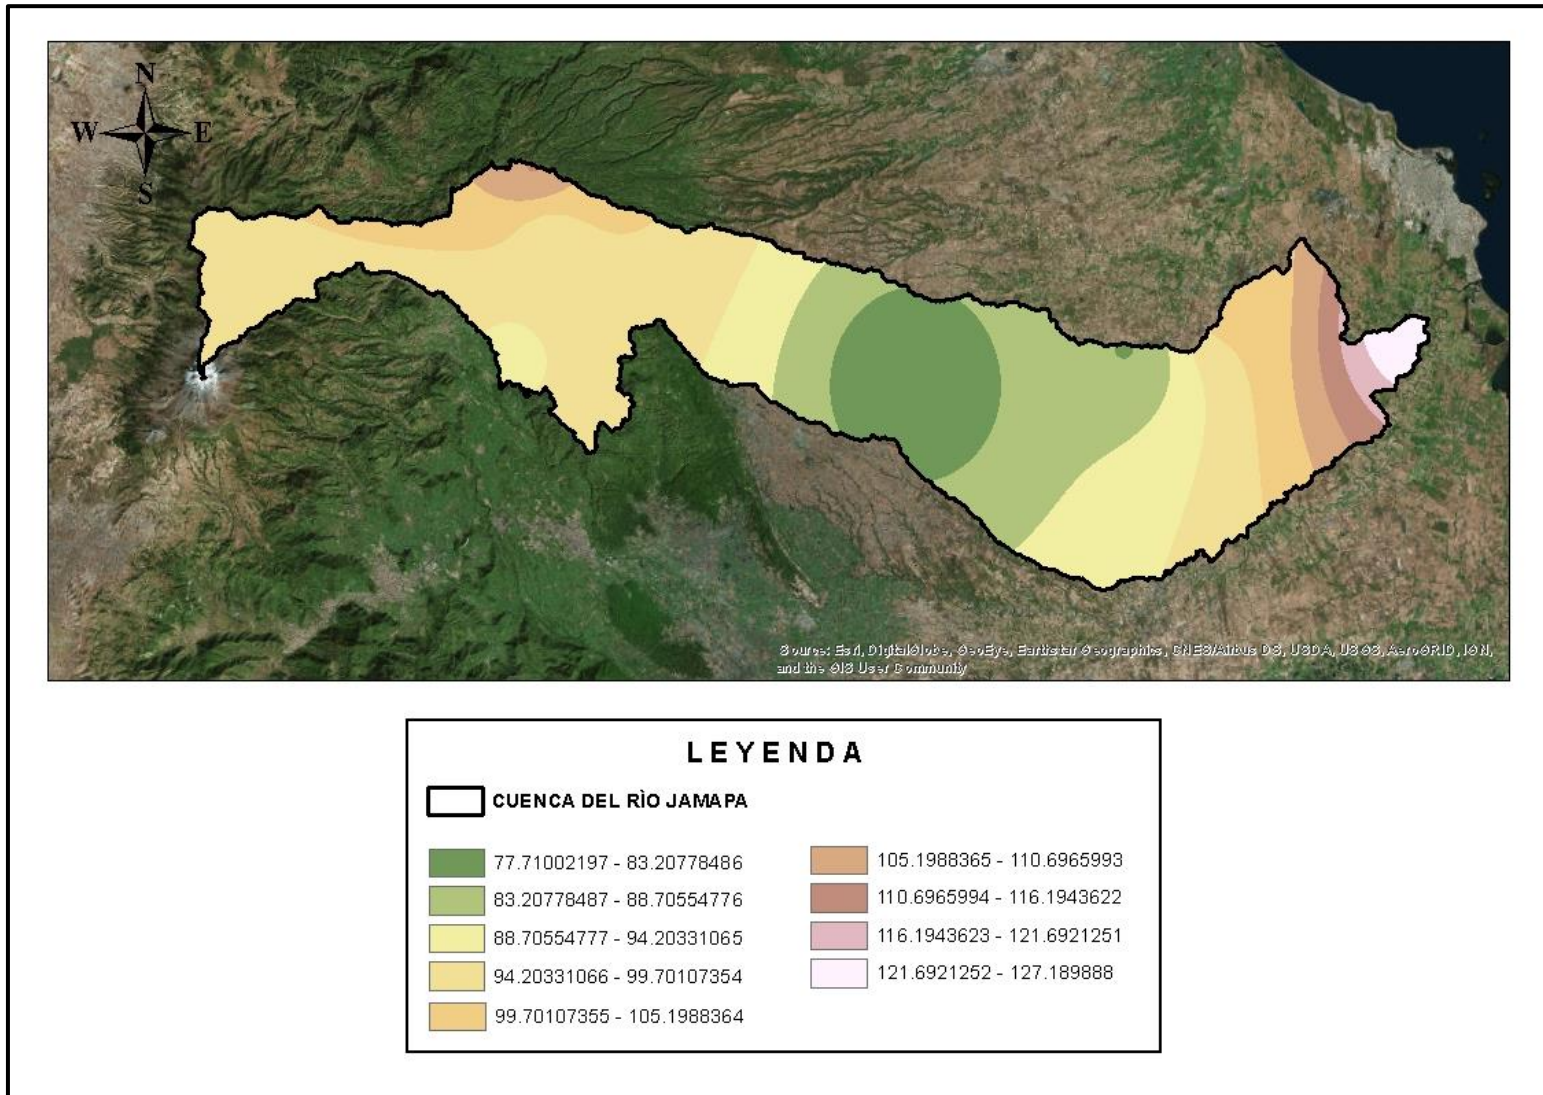 N
W E
S
Source: Esri, DigitalGlobe, GeoEye, Earthstar Geographics, CNES/Airbus DS, USDA, USGS, AeroGRID, IGN,
and the GIS User Community
LEYENDA
CUENCA DEL RÌO JAMAPA
77.71002197 - 83.20778486
83.20778487 - 88.70554776
88.70554777 - 94.20331065
94.20331066 - 99.70107354
99.70107355 - 105.1988364
105.1988365 - 110.6965993
110.6965994 - 116.1943622
116.1943623 - 121.6921251
121.6921252 - 127.189888